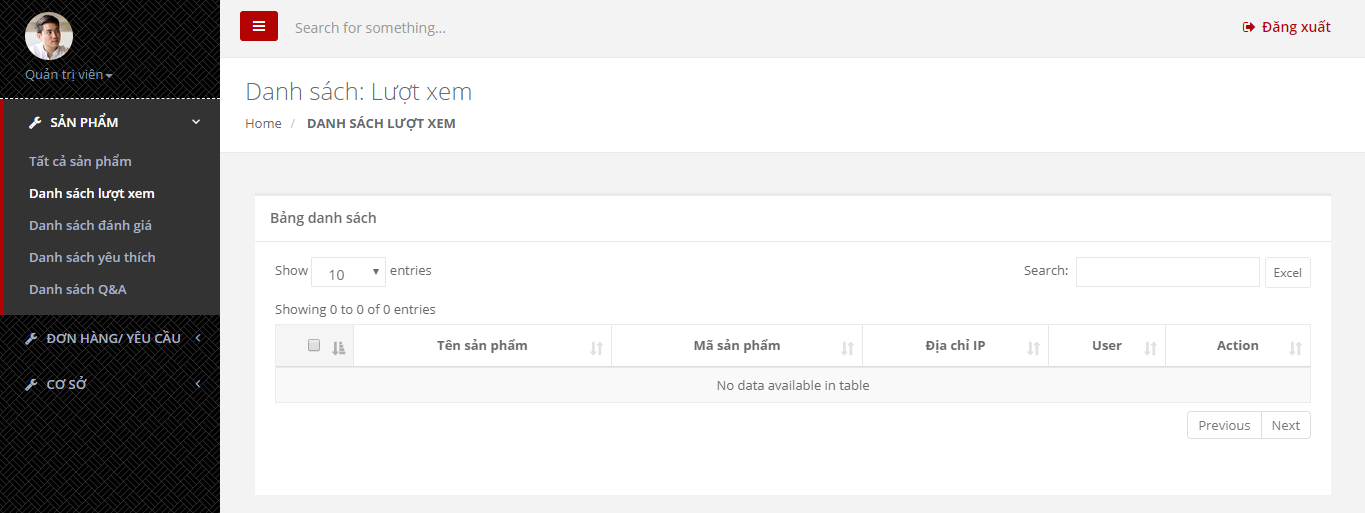 Quản trị viên
SẢN PHẨM
Tất cả sản phẩm
Danh sách lượt xem
Danh sách đánh giá
Danh sách yêu thích
Danh sách Q&A
ĐƠN HÀNG/ YÊU CẦU
CƠ SỞ
Search for something...
Đăng xuất
Danh sách: Lượt xem
Home / DANH SÁCH LƯỢT XEM
Bảng danh sách
Show 10 entries
Search:
Excel
Showing 0 to 0 of 0 entries
Tên sản phẩm Mã sản phẩm Địa chỉ IP User Action
No data available in table
Previous Next